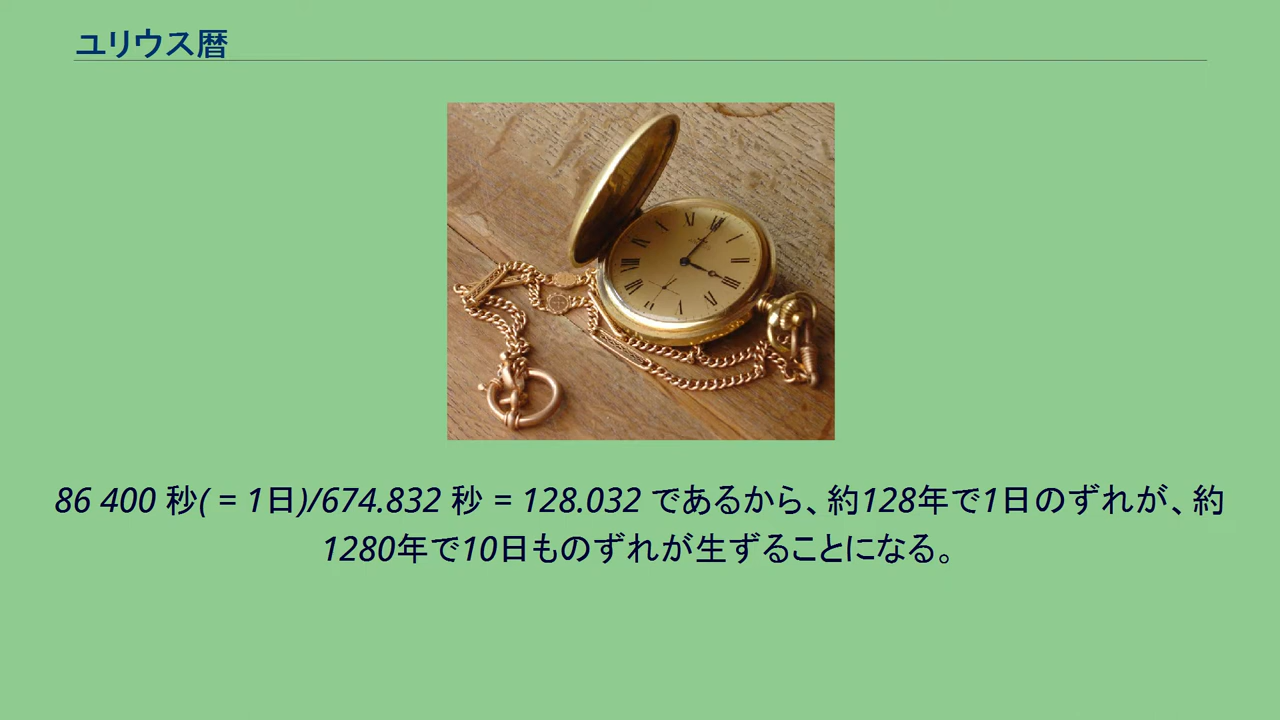 ユリウス暦
86 400 秒( = 1日)/674.832 秒 = 128.032 であるから、約128年で1日のずれが、約
1280年で10日ものずれが生ずることになる。